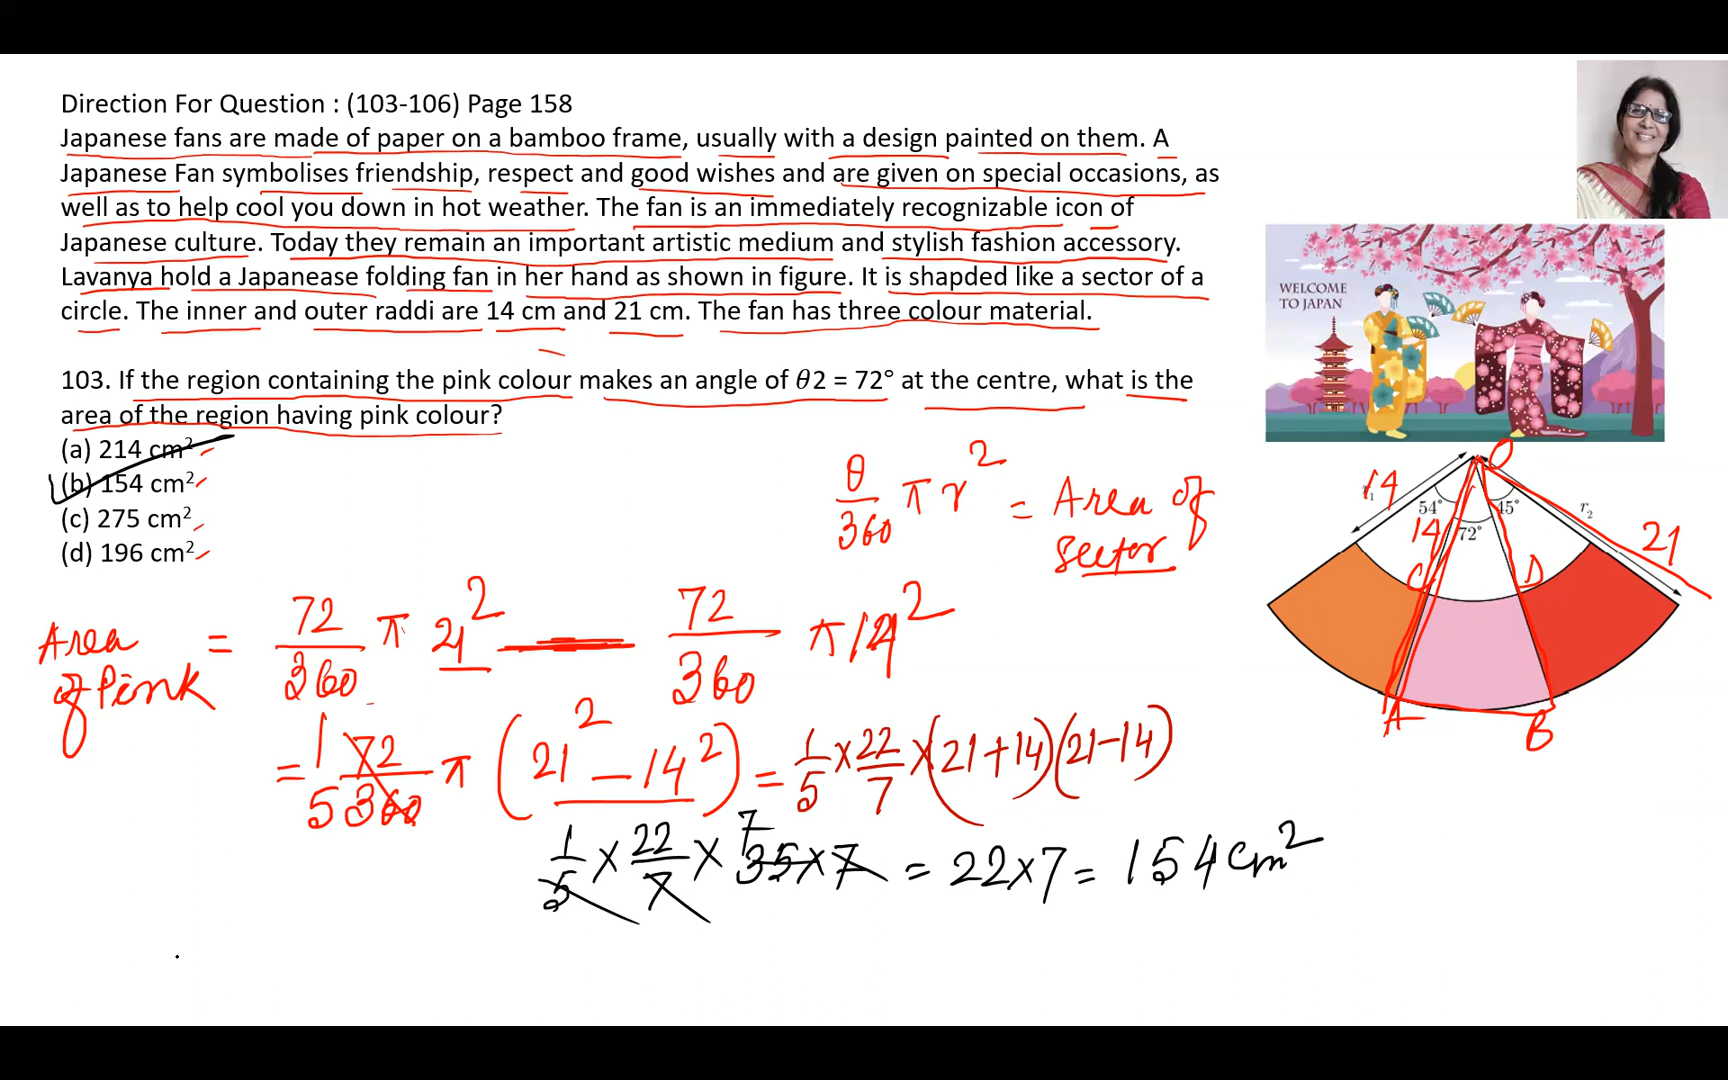 Direction For Question : (103-106) Page 158
Japanese fans are made of paper on a bamboo frame, usually with a design painted on them. A
Japanese Fan symbolises friendship, respect and good wishes and are given on special occasions, as
well as to help cool you down in hot weather. The fan is an immediately recognizable icon of
Japanese culture. Today they remain an important artistic medium and stylish fashion accessory.
Lavanya hold a Japanease folding fan in her hand as shown in figure. It is shapded like a sector of a
circle. The inner and outer raddi are 14 cm and 21 cm. The fan has three colour material.
103. If the region containing the pink colour makes an angle of θ2 = 72° at the centre, what is the
area of the region having pink colour?
(a) 214 cm²
(b) 154 cm²
(c) 275 cm²
(d) 196 cm²
WELCOME
TO JAPAN
θ/360 π r² = Area of
Sector
O
14
54° 45° r₂
14 72° 21
C D
A B
Area of Pink = 72/360 π 21² — 72/360 π 14²
= 1 72/5 360 π (21² – 14²) = 1/5 × 22/7 × (21+14)(21–14)
1/5 × 22/7 × 7 35 × 7 = 22×7 = 154 cm²